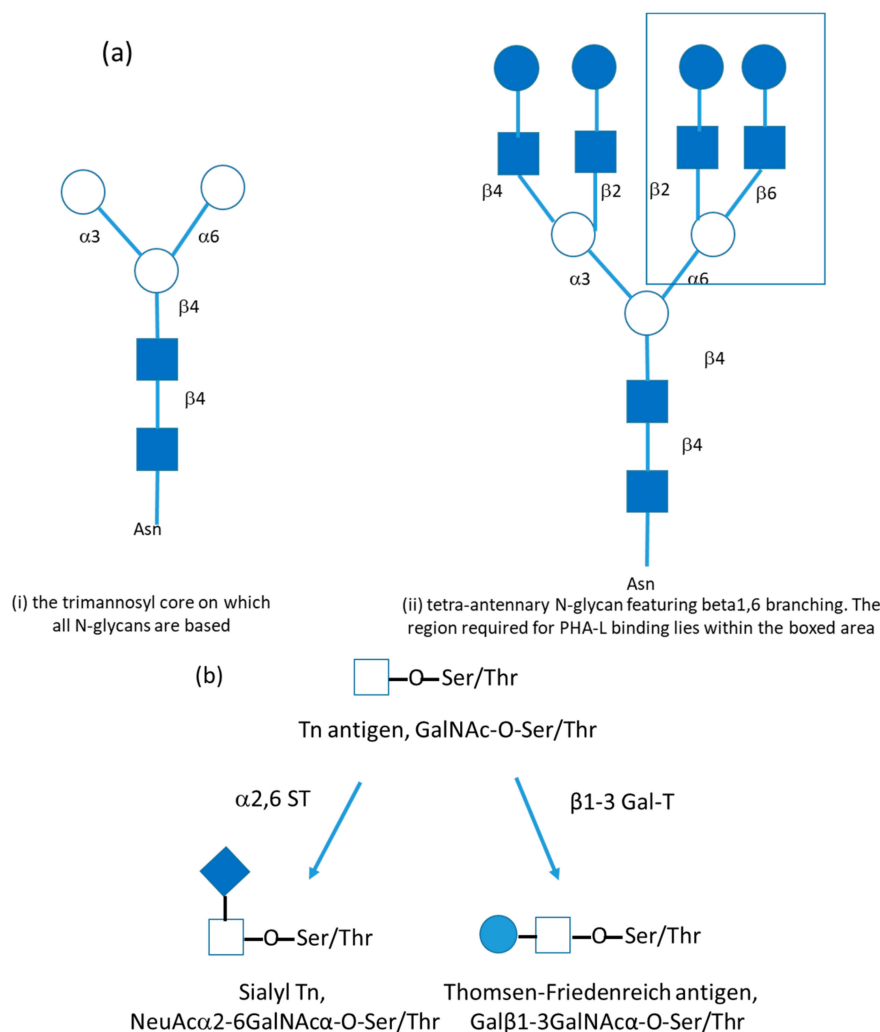 (a)
α3
α6
β4
β4
Asn
(i) the trimannosyl core on which
all N-glycans are based
β4
β2
β2
β6
α3
α6
β4
β4
Asn
(ii) tetra-antennary N-glycan featuring beta1,6 branching. The
region required for PHA-L binding lies within the boxed area
(b)
O Ser/Thr
Tn antigen, GalNAc-O-Ser/Thr
α2,6 ST
β1-3 Gal-T
O Ser/Thr
O Ser/Thr
Sialyl Tn,
NeuAcα2-6GalNAcα-O-Ser/Thr
Thomsen-Friedenreich antigen,
Galβ1-3GalNAcα-O-Ser/Thr